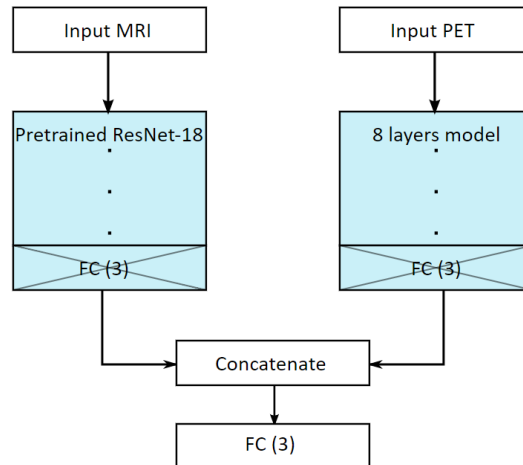 Input MRI
Input PET
Pretrained ResNet-18
8 layers model
FC (3)
FC (3)
Concatenate
FC (3)